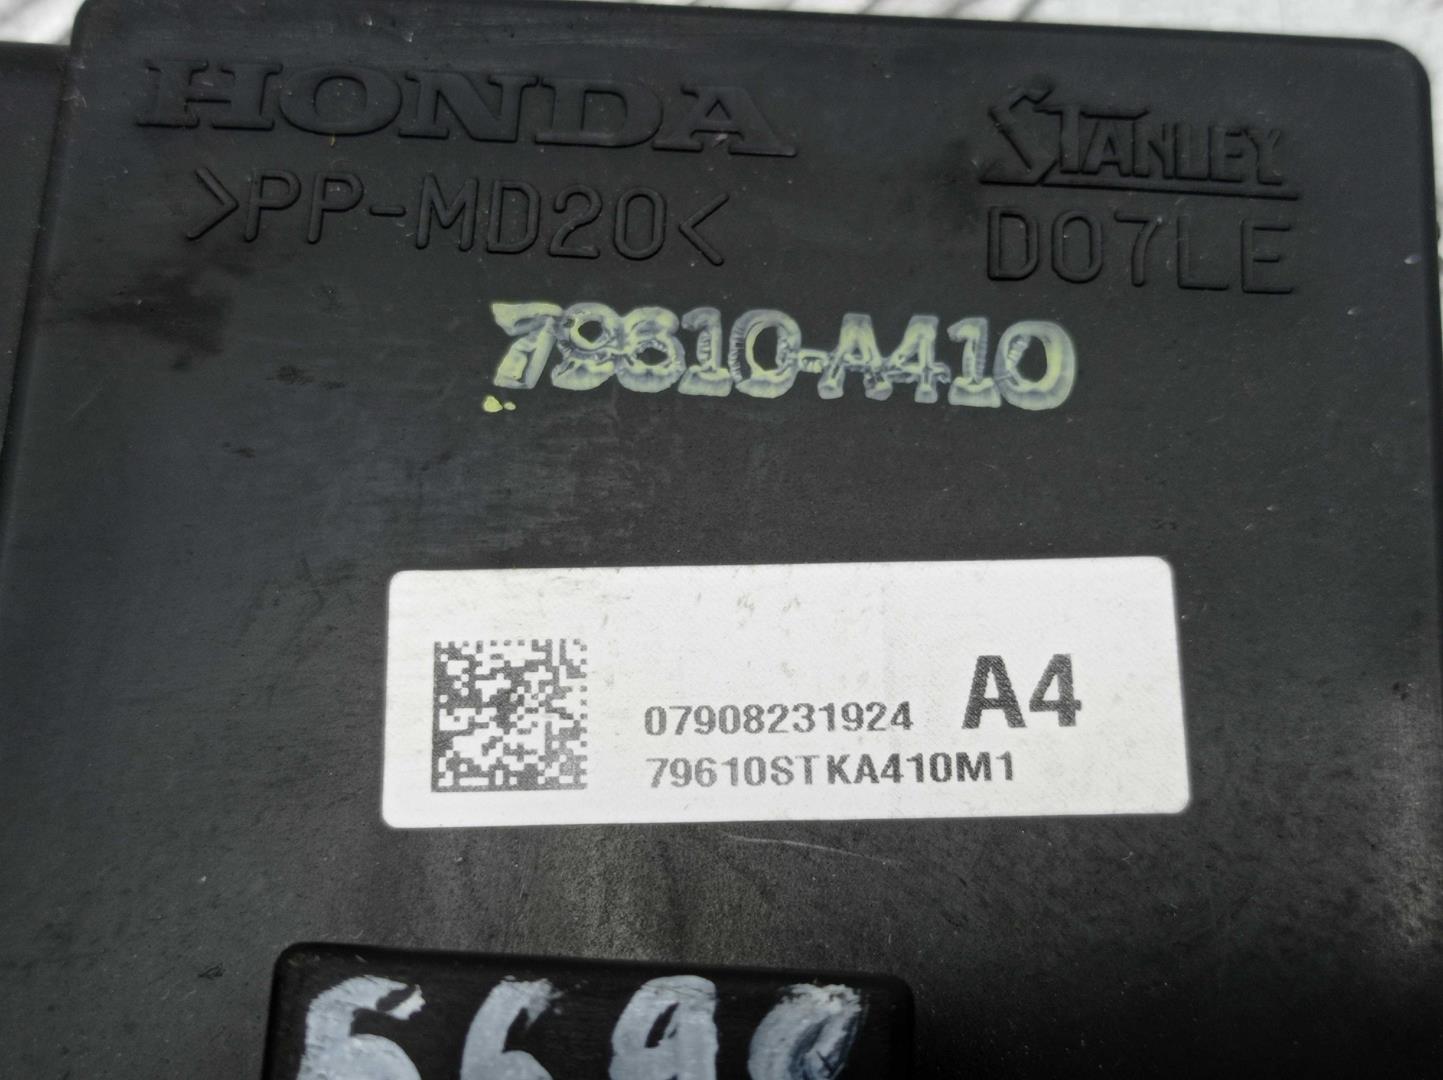 HONDA
STANLEY
>PP-MD20<
D07LE
79610-A410
07908231924
A4
79610STKA410M1